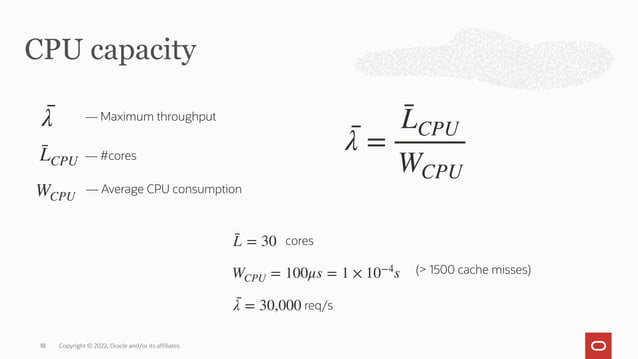 CPU capacity
λ̄ — Maximum throughput
L̄CPU — #cores
WCPU — Average CPU consumption
λ̄ = L̄CPU / WCPU
L̄ = 30 cores
WCPU = 100μs = 1 × 10⁻⁴s (> 1500 cache misses)
λ̄ = 30,000 req/s
18 Copyright © 2022, Oracle and/or its affiliates